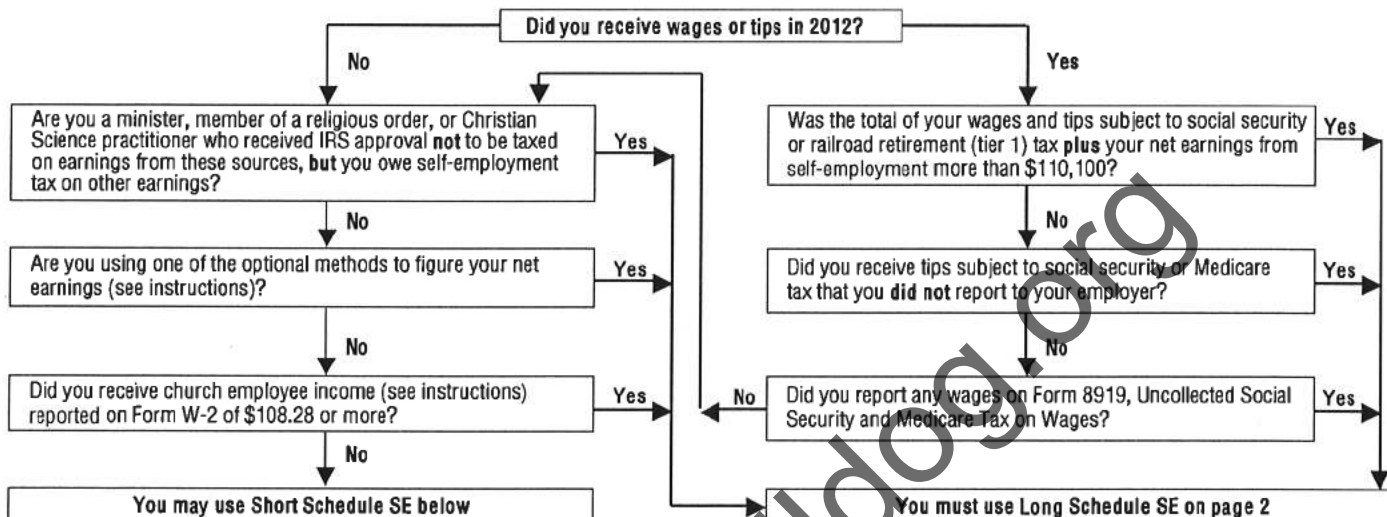 Did you receive wages or tips in 2012?
No
Yes
Are you a minister, member of a religious order, or Christian
Science practitioner who received IRS approval not to be taxed
on earnings from these sources, but you owe self-employment
tax on other earnings?
Yes
Was the total of your wages and tips subject to social security
or railroad retirement (tier 1) tax plus your net earnings from
self-employment more than $110,100?
Yes
No
No
Are you using one of the optional methods to figure your net
earnings (see instructions)?
Yes
Did you receive tips subject to social security or Medicare
tax that you did not report to your employer?
Yes
No
No
Did you receive church employee income (see instructions)
reported on Form W-2 of $108.28 or more?
Yes
No
Did you report any wages on Form 8919, Uncollected Social
Security and Medicare Tax on Wages?
Yes
No
You may use Short Schedule SE below
You must use Long Schedule SE on page 2
ldog.org